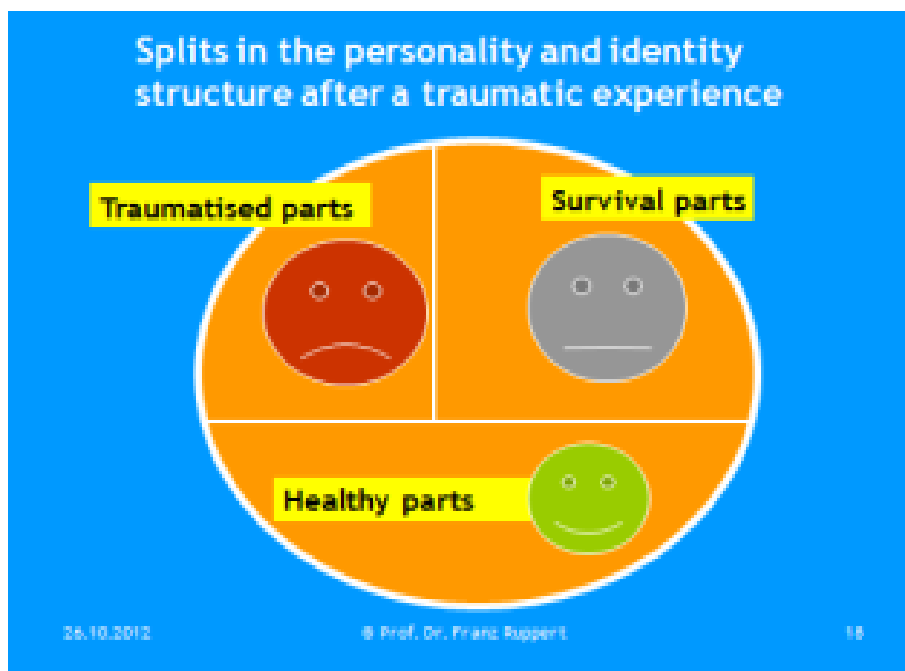 Splits in the personality and identity
structure after a traumatic experience
Traumatised parts
Survival parts
Healthy parts
26.10.2012
© Prof. Dr. Franz Ruppert
18